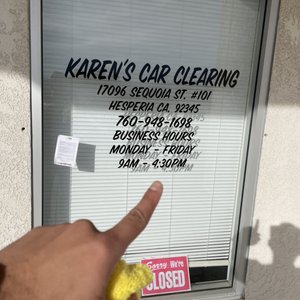 KAREN'S CAR CLEARING
17096 SEQUOIA ST. #101
HESPERIA CA. 92345
760-948-1698
BUSINESS HOURS
MONDAY - FRIDAY
9AM - 4:30PM
Sorry We're
CLOSED